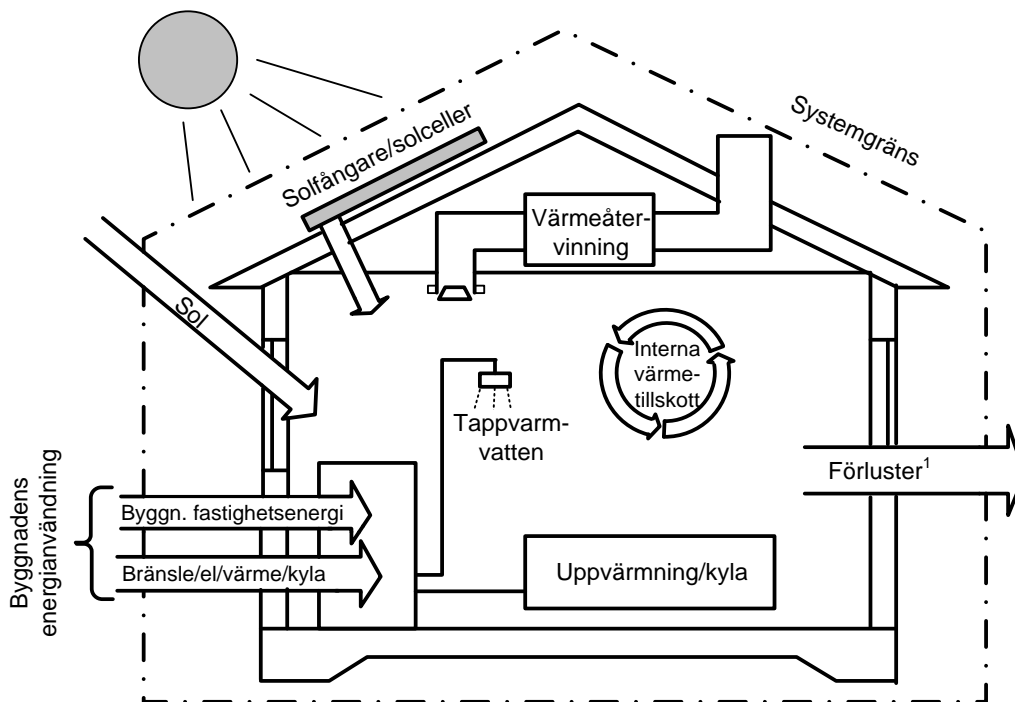 Systemgräns
Solfångare/solceller
Värmeåter-
vinning
Sol
Interna
värme-
tillskott
Tappvarm-
vatten
Förluster¹
Byggnadens
energianvändning
Byggn. fastighetsenergi
Bränsle/el/värme/kyla
Uppvärmning/kyla